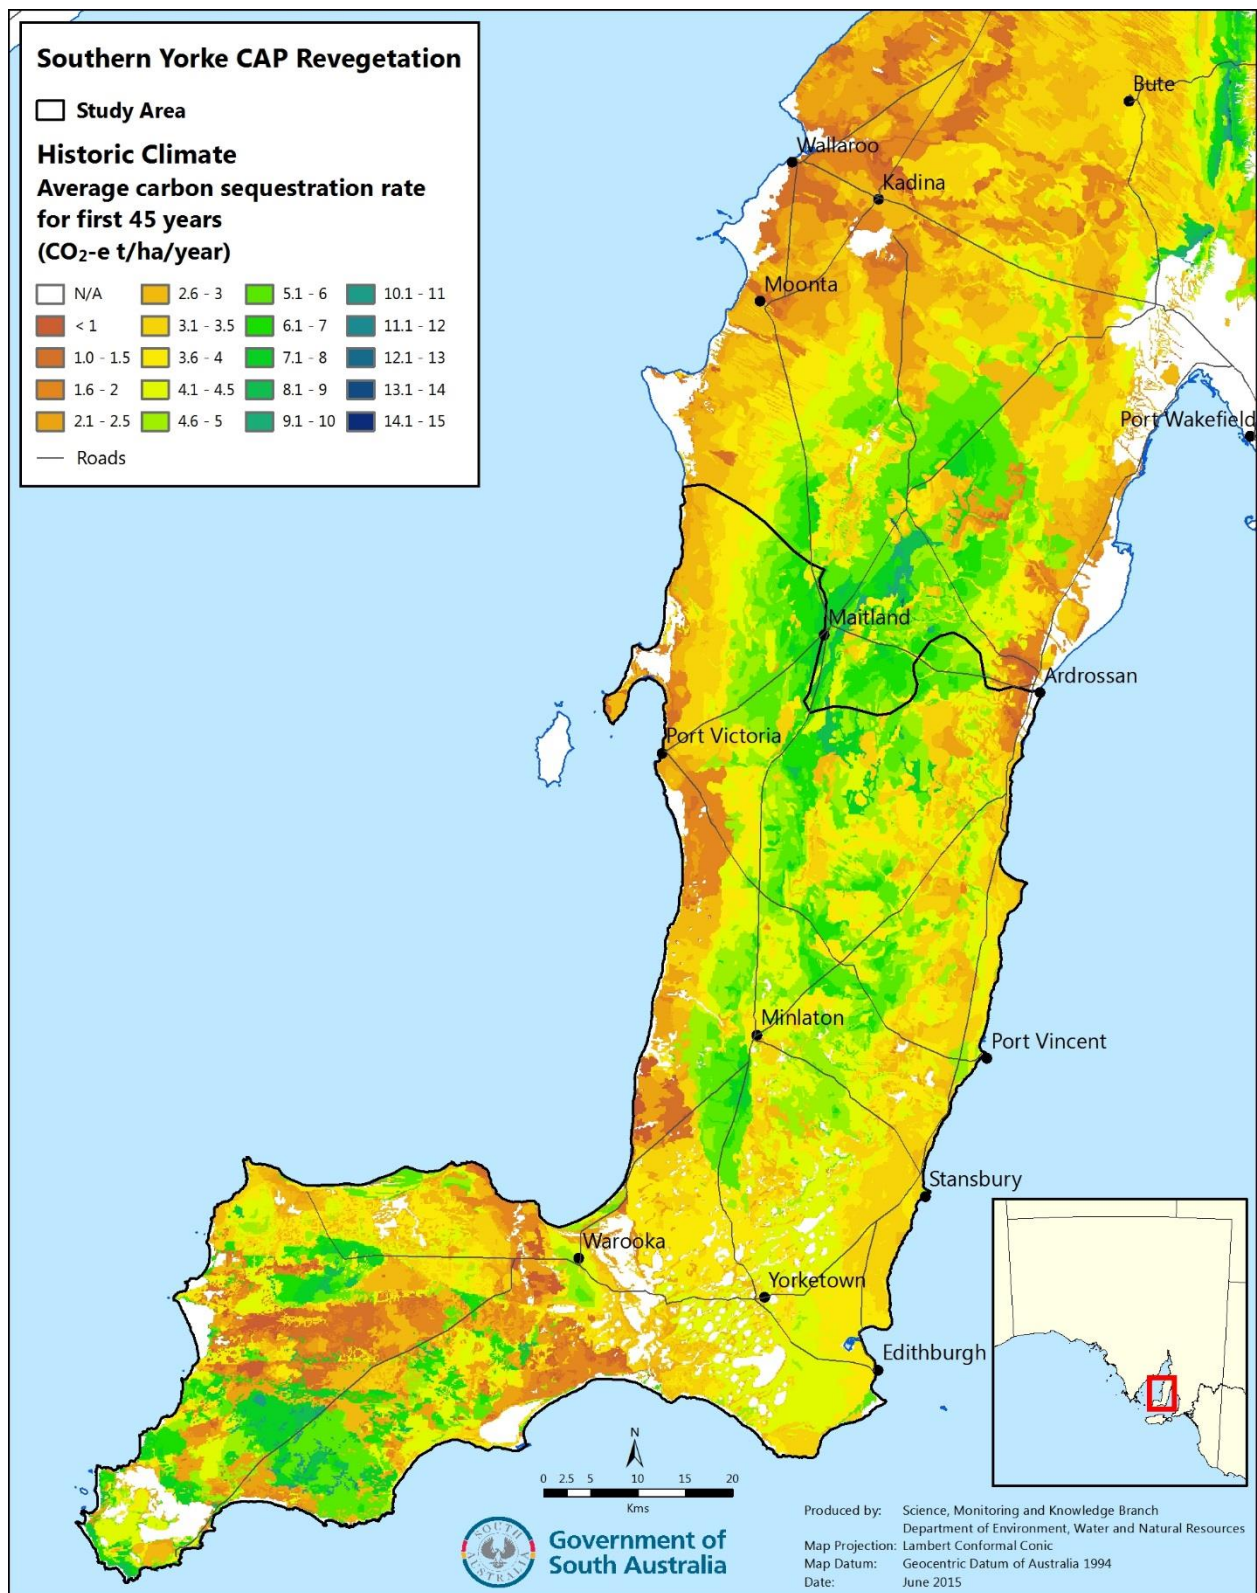 Southern Yorke CAP Revegetation
Study Area
Historic Climate
Average carbon sequestration rate
for first 45 years
(CO₂-e t/ha/year)
N/A
< 1
1.0 - 1.5
1.6 - 2
2.1 - 2.5
2.6 - 3
3.1 - 3.5
3.6 - 4
4.1 - 4.5
4.6 - 5
5.1 - 6
6.1 - 7
7.1 - 8
8.1 - 9
9.1 - 10
10.1 - 11
11.1 - 12
12.1 - 13
13.1 - 14
14.1 - 15
Roads
Bute
Wallaroo
Kadina
Moonta
Port Wakefield
Maitland
Ardrossan
Port Victoria
Minlaton
Port Vincent
Stansbury
Warooka
Yorketown
Edithburgh
N
0 2.5 5 10 15 20
Kms
SOUTH AUSTRALIA
Government of
South Australia
Produced by: Science, Monitoring and Knowledge Branch
Department of Environment, Water and Natural Resources
Map Projection: Lambert Conformal Conic
Map Datum: Geocentric Datum of Australia 1994
Date: June 2015